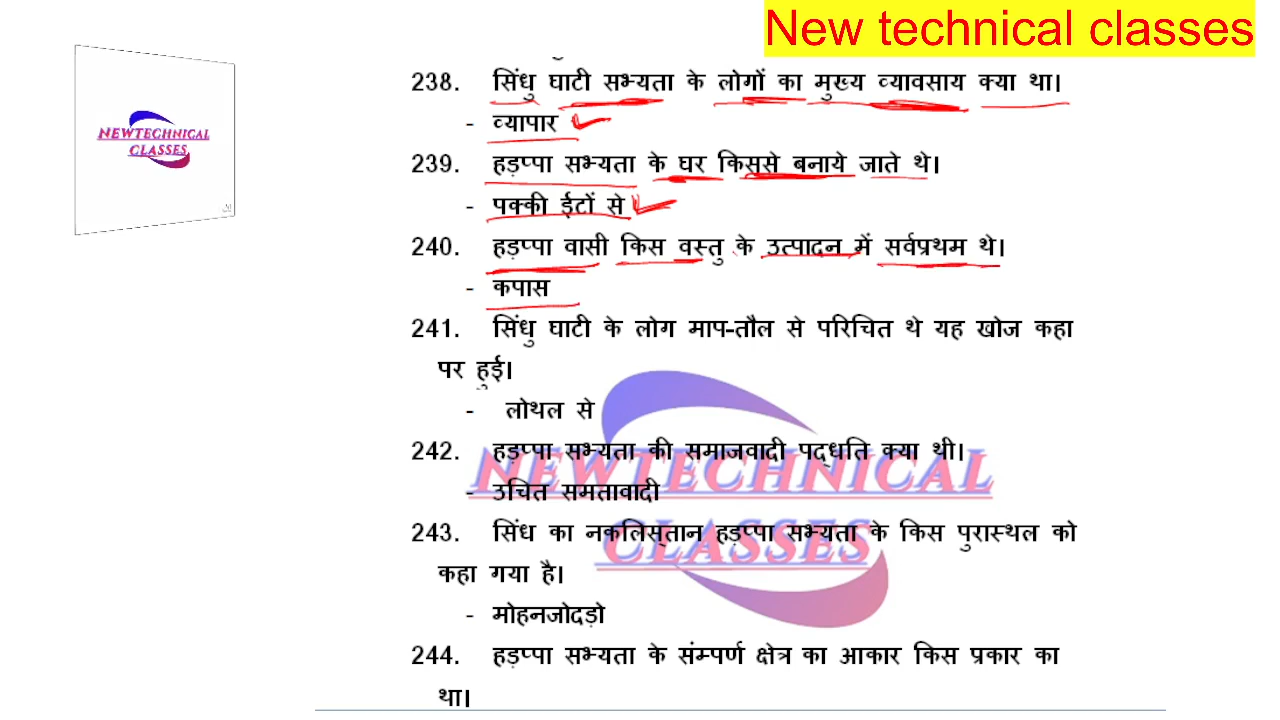 New technical classes
NEWTECHNICAL
CLASSES
238. सिंधु घाटी सभ्यता के लोगों का मुख्य व्यावसाय क्या था।
- व्यापार
239. हड़प्पा सभ्यता के घर किससे बनाये जाते थे।
- पक्की ईटों से
240. हड़प्पा वासी किस वस्तु के उत्पादन में सर्वप्रथम थे।
- कपास
241. सिंधु घाटी के लोग माप-तौल से परिचित थे यह खोज कहा
पर हुई।
- लोथल से
242. हड़प्पा सभ्यता की समाजवादी पद्धति क्या थी।
- उचित समतावादी
243. सिंध का नकलिस्तान हड़प्पा सभ्यता के किस पुरास्थल को
कहा गया है।
- मोहनजोदड़ो
244. हड़प्पा सभ्यता के संम्पर्ण क्षेत्र का आकार किस प्रकार का
था।
NEWTECHNICAL
CLASSES